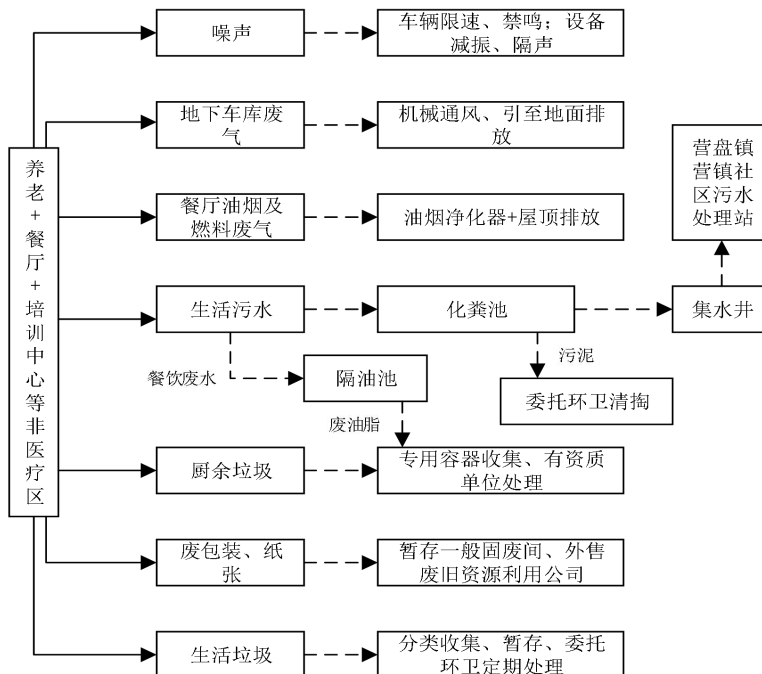 噪声
车辆限速、禁鸣；设备
减振、隔声
地下车库废
气
机械通风、引至地面排
放
营盘镇
营镇社
区污水
处理站
养老+餐厅+培训中心等非医疗区
餐厅油烟及
燃料废气
油烟净化器+屋顶排放
生活污水
化粪池
集水井
餐饮废水
隔油池
污泥
委托环卫清掏
废油脂
厨余垃圾
专用容器收集、有资质
单位处理
废包装、纸
张
暂存一般固废间、外售
废旧资源利用公司
生活垃圾
分类收集、暂存、委托
环卫定期处理